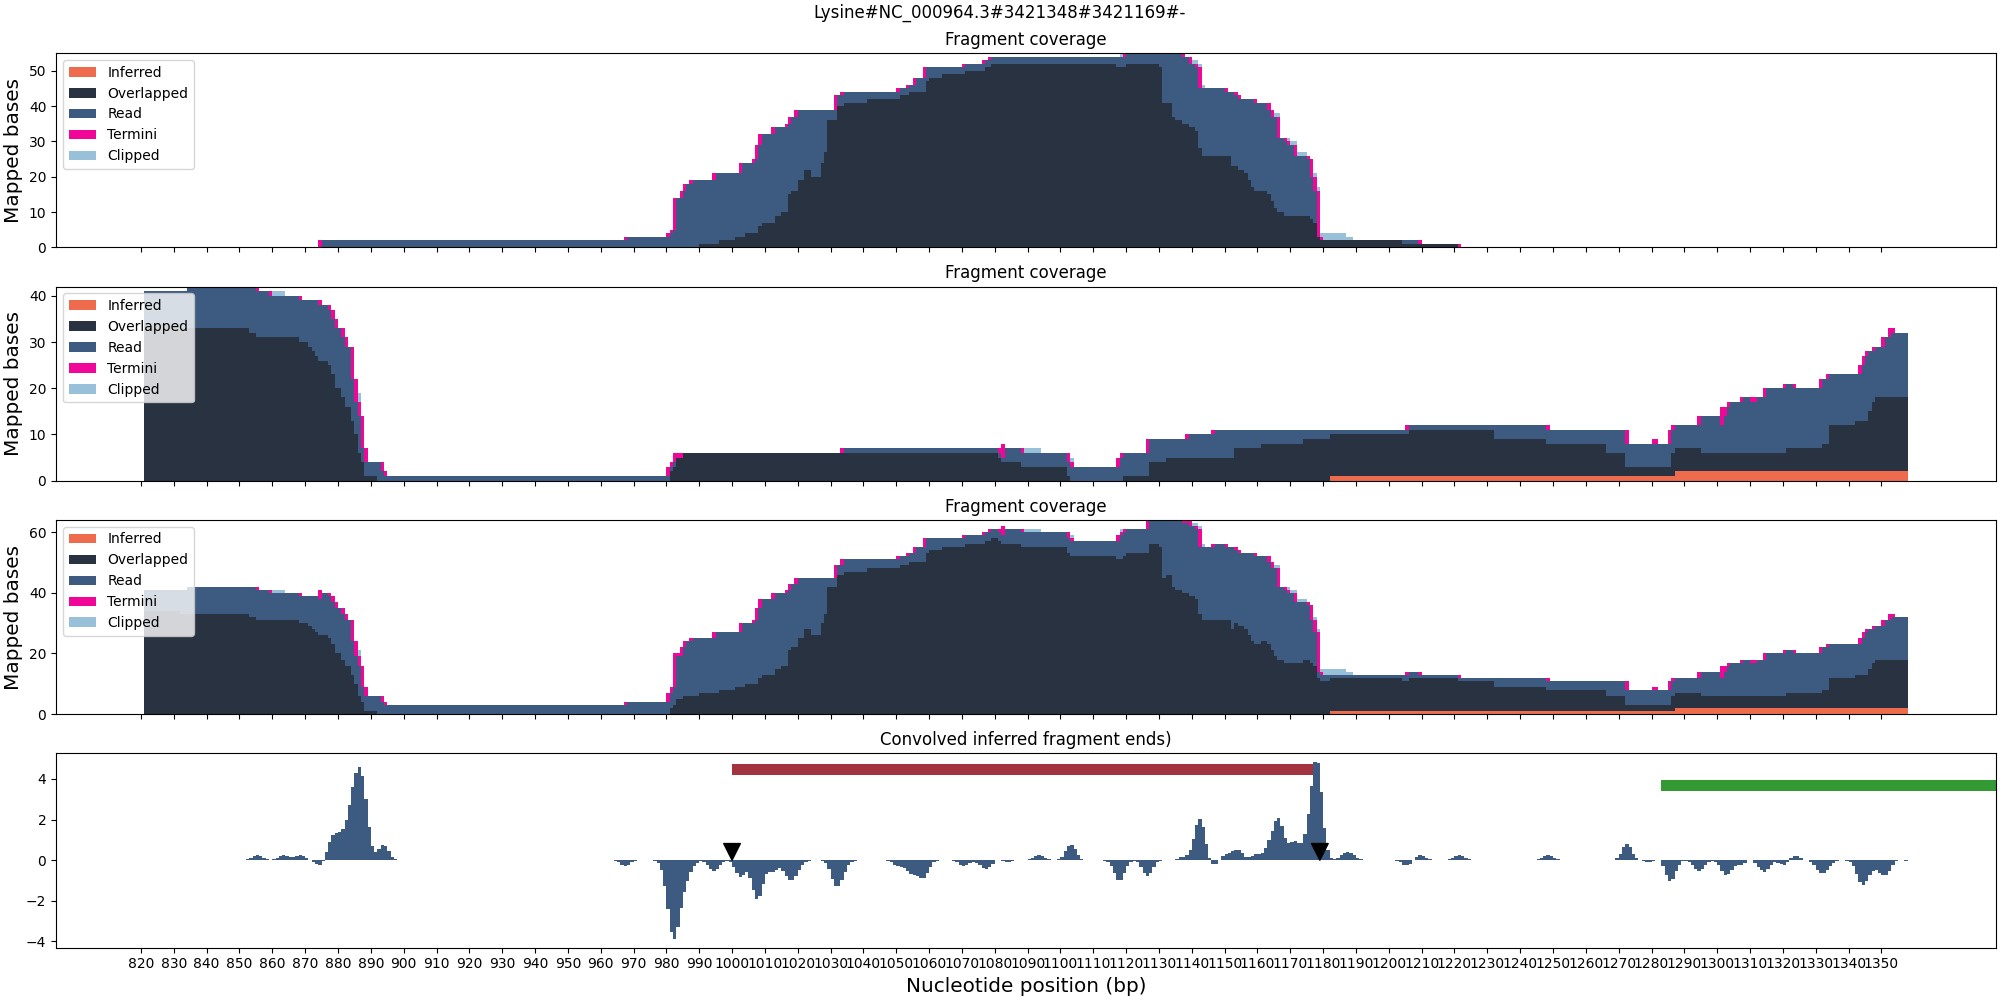 Lysine#NC_000964.3#3421348#3421169#-
Fragment coverage
Mapped bases
50
40
30
20
10
0
Inferred
Overlapped
Read
Termini
Clipped
Fragment coverage
Mapped bases
40
30
20
10
0
Inferred
Overlapped
Read
Termini
Clipped
Fragment coverage
Mapped bases
60
40
20
0
Inferred
Overlapped
Read
Termini
Clipped
Convolved inferred fragment ends)
4
2
0
−2
−4
820 830 840 850 860 870 880 890 900 910 920 930 940 950 960 970 980 990 1000 1010 1020 1030 1040 1050 1060 1070 1080 1090 1100 1110 1120 1130 1140 1150 1160 1170 1180 1190 1200 1210 1220 1230 1240 1250 1260 1270 1280 1290 1300 1310 1320 1330 1340 1350
Nucleotide position (bp)